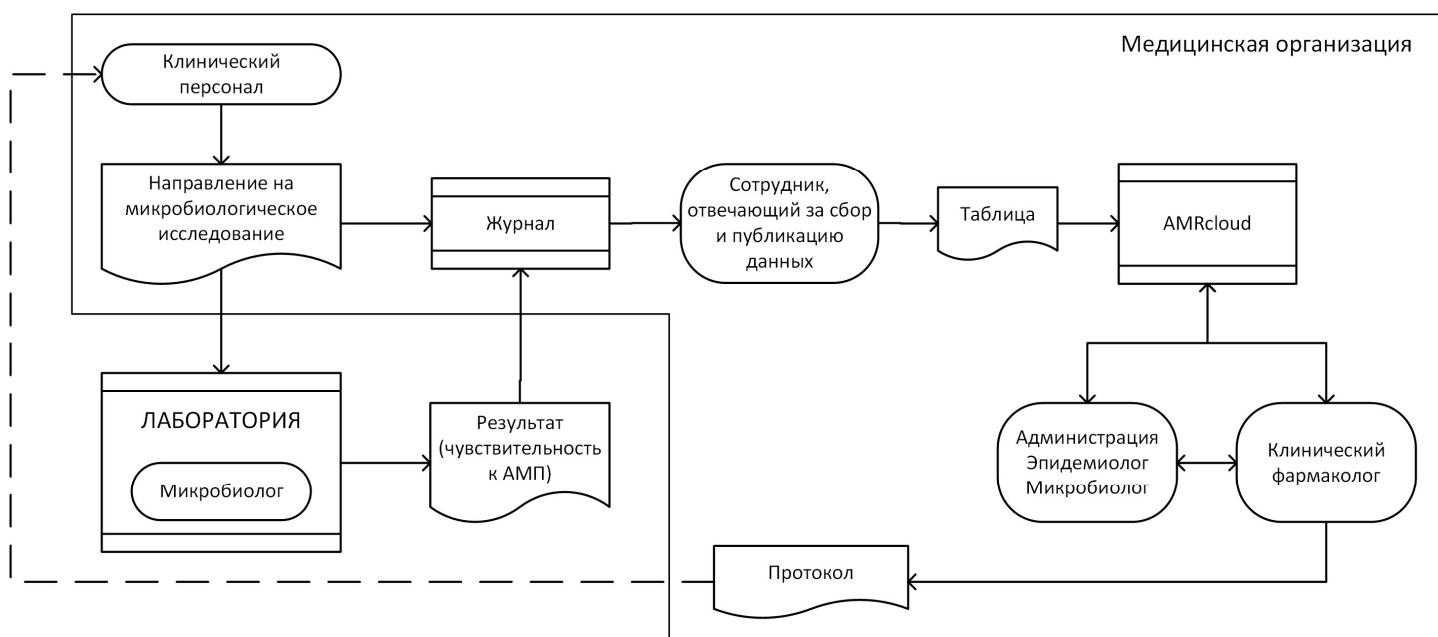 Медицинская организация
Клинический
персонал
Направление на
микробиологическое
исследование
Журнал
Сотрудник,
отвечающий за сбор
и публикацию
данных
Таблица
AMRcloud
ЛАБОРАТОРИЯ
Микробиолог
Результат
(чувствительность
к АМП)
Администрация
Эпидемиолог
Микробиолог
Клинический
фармаколог
Протокол